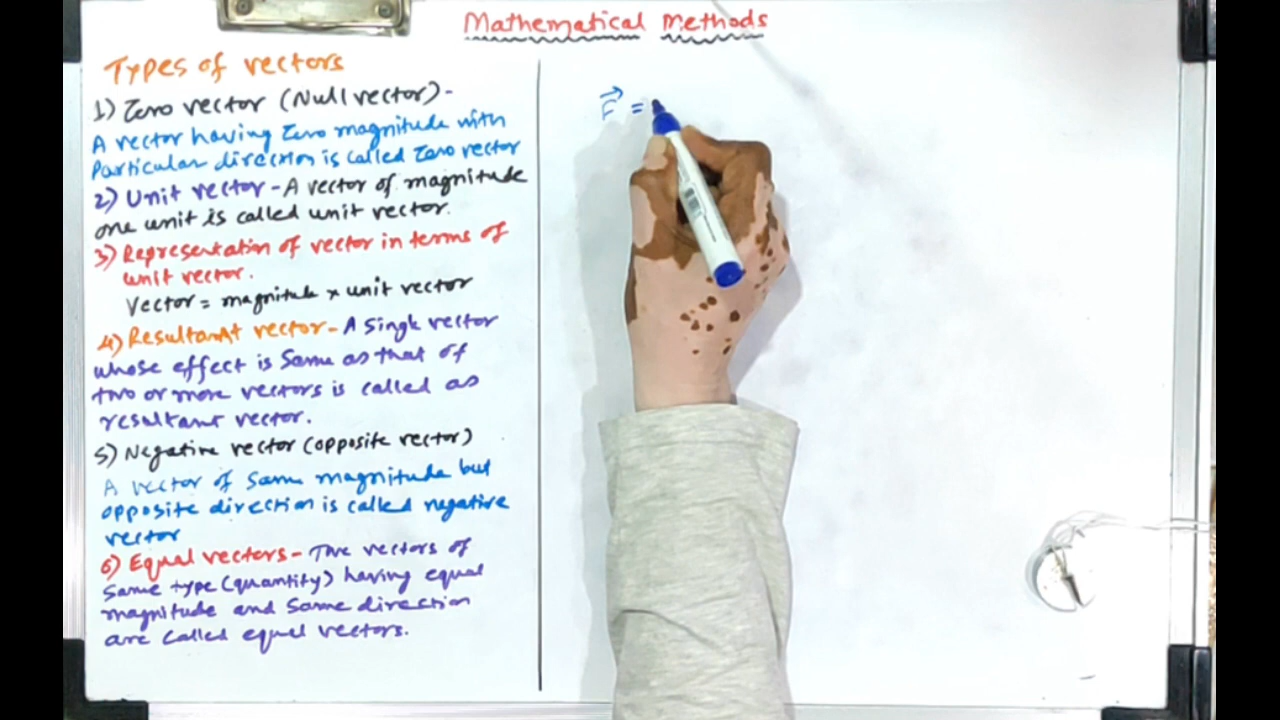 Mathematical Methods
Types of vectors
1) Zero vector (Null vector) -
A vector having Zero magnitude with
Particular direction is called Zero vector
2) Unit vector - A vector of magnitude
one unit is called unit vector.
3) Representation of vector in terms of
unit vector.
Vector = magnitude x unit vector
4) Resultant vector - A Single vector
whose effect is Same as that of
two or more vectors is called as
resultant vector.
5) Negative vector (opposite vector)
A vector of Same magnitude but
opposite direction is called negative
vector
6) Equal vectors - Two vectors of
Same type (quantity) having equal
magnitude and Same direction
are called equal vectors.
F⃗ =